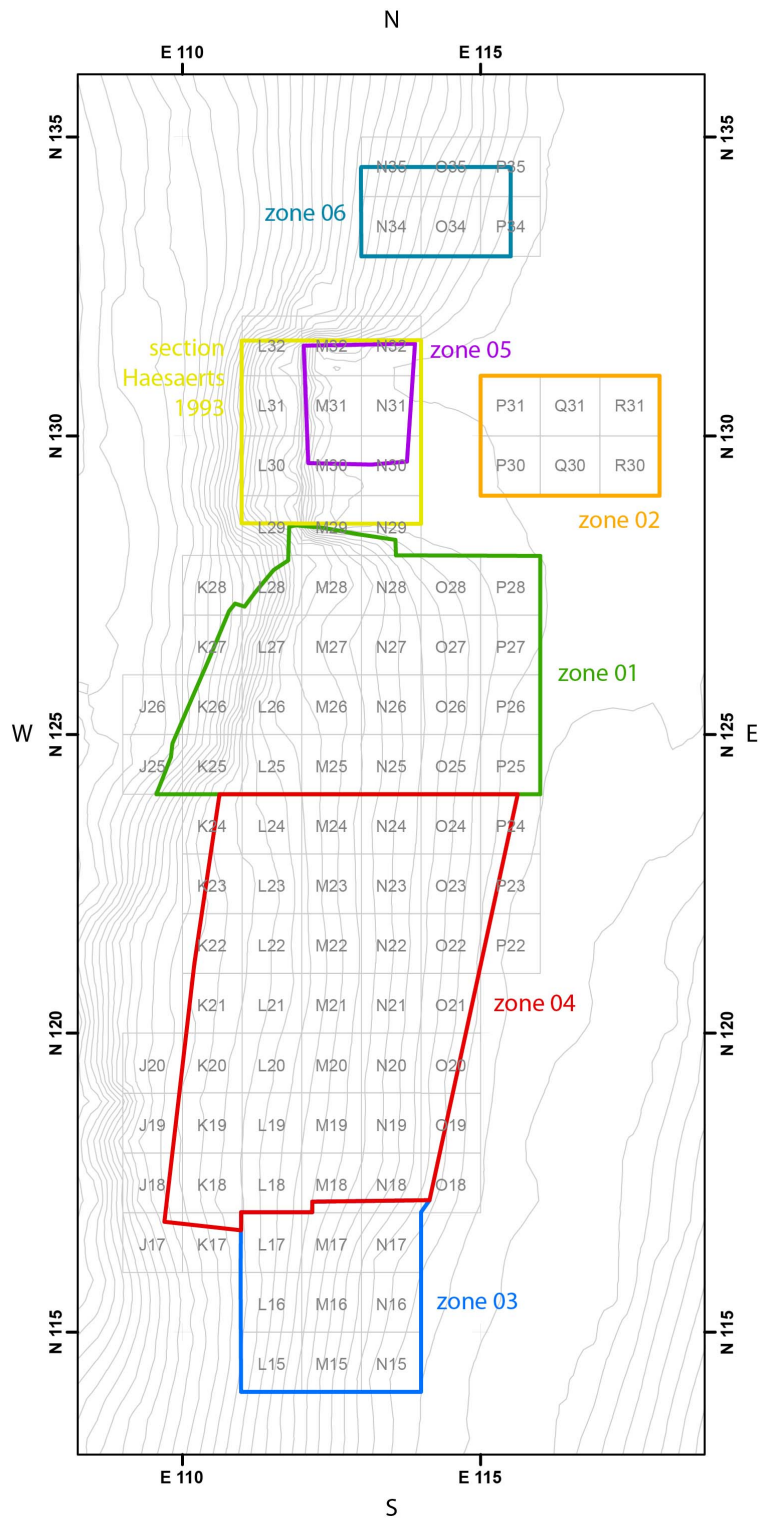 N
E 110 E 115
N 135 N 135
N35 O35 P35
zone 06
N34 O34 P34
section
Haesaerts
1993
L32 M32 N32
zone 05
L31 M31 N31
P31 Q31 R31
N 130 N 130
L30 M30 N30
P30 Q30 R30
zone 02
L29 M29 N29
K28 L28 M28 N28 O28 P28
K27 L27 M27 N27 O27 P27
zone 01
J26 K26 L26 M26 N26 O26 P26
W E
N 125 N 125
J25 K25 L25 M25 N25 O25 P25
K24 L24 M24 N24 O24 P24
K23 L23 M23 N23 O23 P23
K22 L22 M22 N22 O22 P22
K21 L21 M21 N21 O21
zone 04
N 120 N 120
J20 K20 L20 M20 N20 O20
J19 K19 L19 M19 N19 O19
J18 K18 L18 M18 N18 O18
J17 K17 L17 M17 N17
L16 M16 N16
zone 03
N 115 N 115
L15 M15 N15
E 110 E 115
S